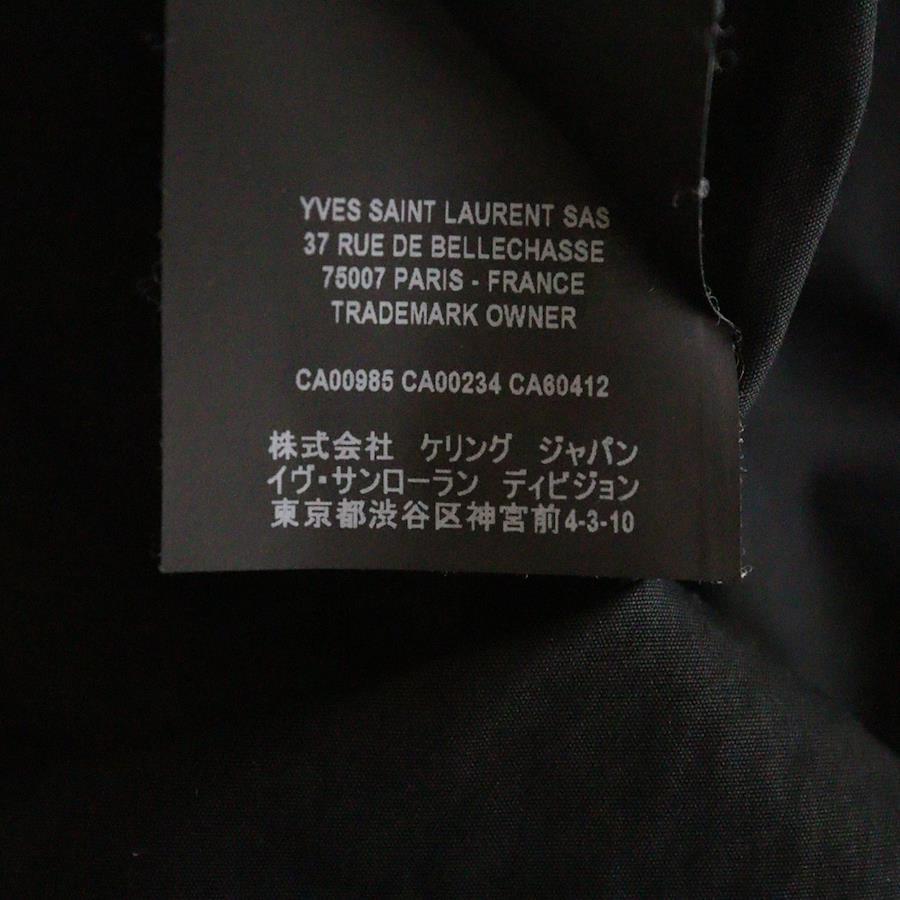 YVES SAINT LAURENT SAS
37 RUE DE BELLECHASSE
75007 PARIS - FRANCE
TRADEMARK OWNER
CA00985 CA00234 CA60412
株式会社 ケリング ジャパン
イヴ・サンローラン ディビジョン
東京都渋谷区神宮前4-3-10